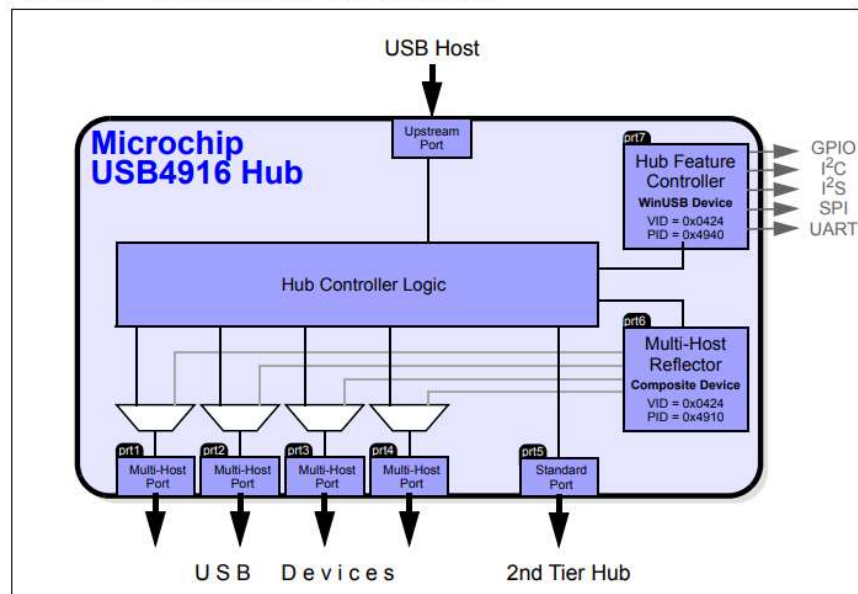 USB Host
Microchip
USB4916 Hub
Upstream
Port
prt7
Hub Feature
Controller
WinUSB Device
VID = 0x0424
PID = 0x4940
GPIO
I²C
I²S
SPI
UART
Hub Controller Logic
prt6
Multi-Host
Reflector
Composite Device
VID = 0x0424
PID = 0x4910
prt1
Multi-Host
Port
prt2
Multi-Host
Port
prt3
Multi-Host
Port
prt4
Multi-Host
Port
prt5
Standard
Port
USB Devices
2nd Tier Hub